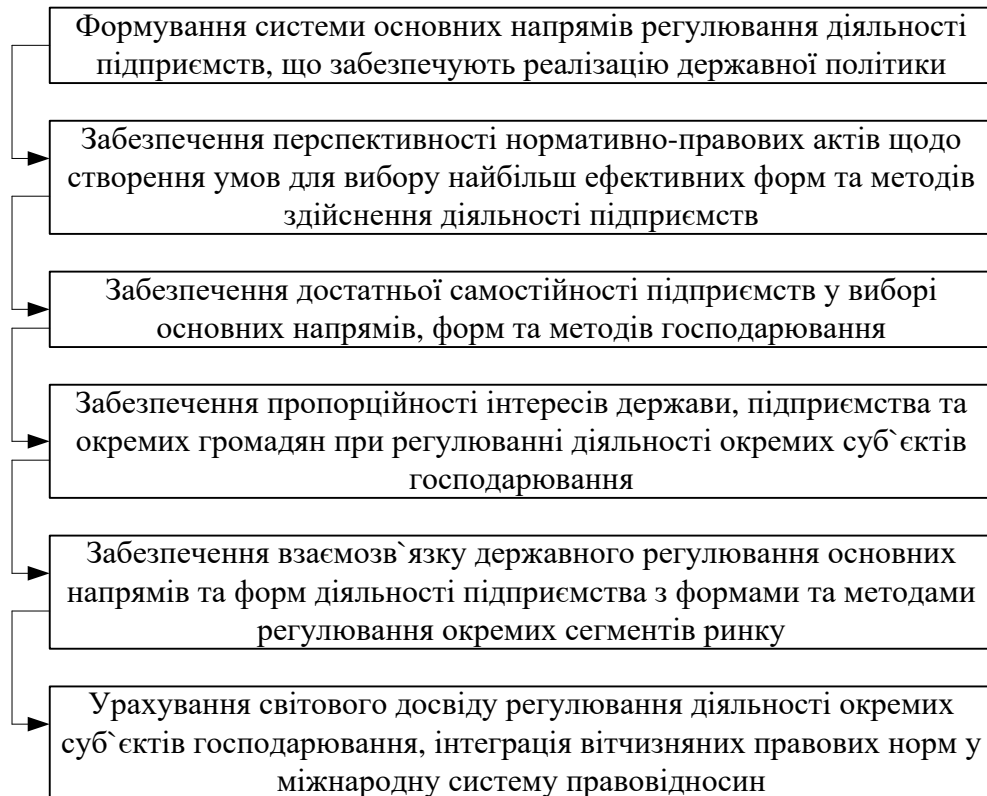 Формування системи основних напрямів регулювання діяльності
підприємств, що забезпечують реалізацію державної політики
Забезпечення перспективності нормативно-правових актів щодо
створення умов для вибору найбільш ефективних форм та методів
здійснення діяльності підприємств
Забезпечення достатньої самостійності підприємств у виборі
основних напрямів, форм та методів господарювання
Забезпечення пропорційності інтересів держави, підприємства та
окремих громадян при регулюванні діяльності окремих суб`єктів
господарювання
Забезпечення взаємозв`язку державного регулювання основних
напрямів та форм діяльності підприємства з формами та методами
регулювання окремих сегментів ринку
Урахування світового досвіду регулювання діяльності окремих
суб`єктів господарювання, інтеграція вітчизняних правових норм у
міжнародну систему правовідносин